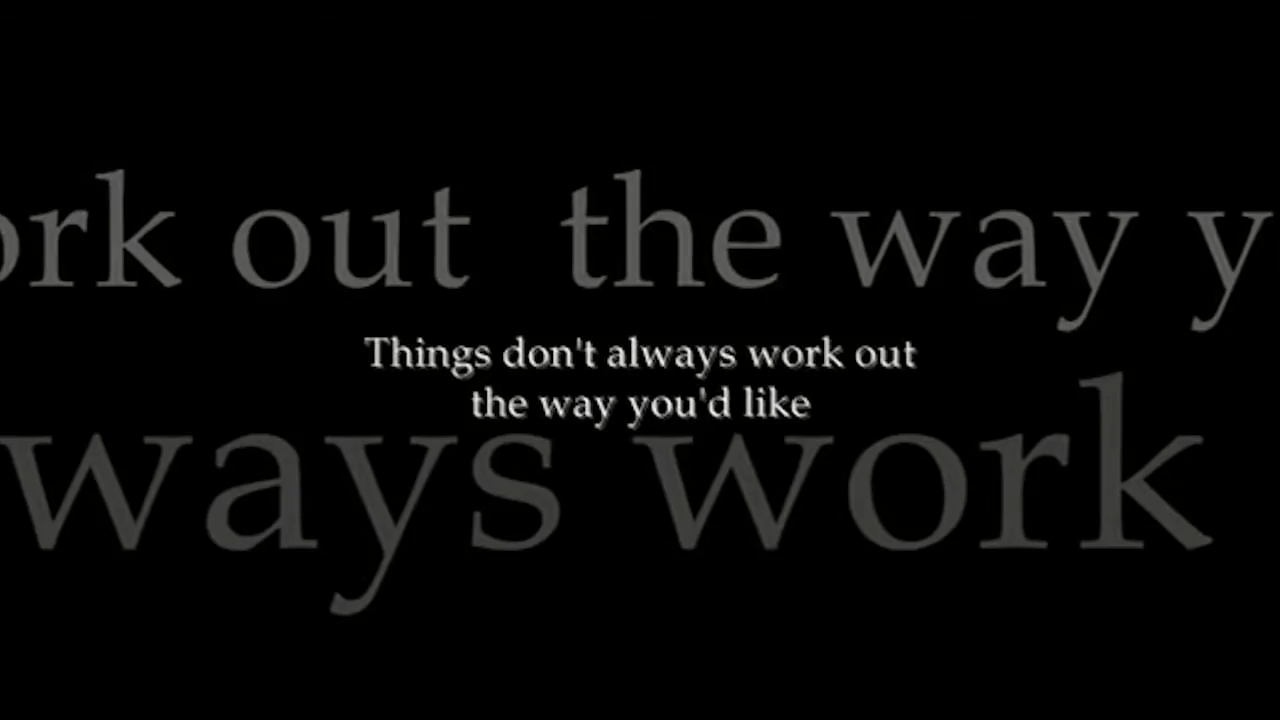 ork out the way y
Things don't always work out
the way you'd like
ways work